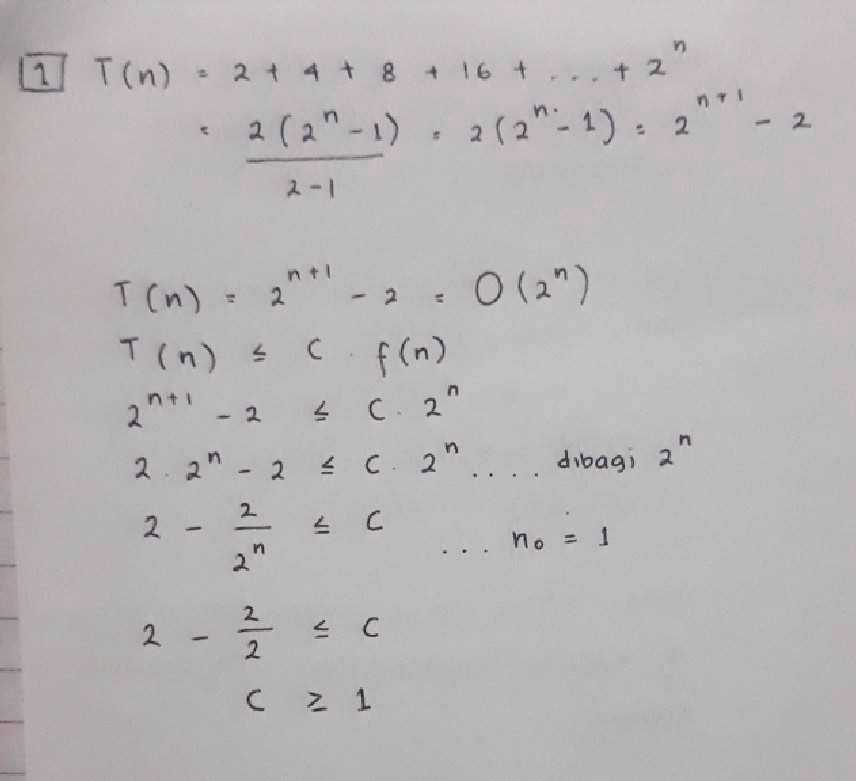 1 T(n) = 2 + 4 + 8 + 16 + ... + 2^n
= 2(2^n - 1) / 2-1 = 2(2^n - 1) = 2^(n+1) - 2
T(n) = 2^(n+1) - 2 = O(2^n)
T(n) ≤ C . f(n)
2^(n+1) - 2 ≤ C. 2^n
2 . 2^n - 2 ≤ C. 2^n .... dibagi 2^n
2 - 2/2^n ≤ C ... n₀ = 1
2 - 2/2 ≤ C
C ≥ 1